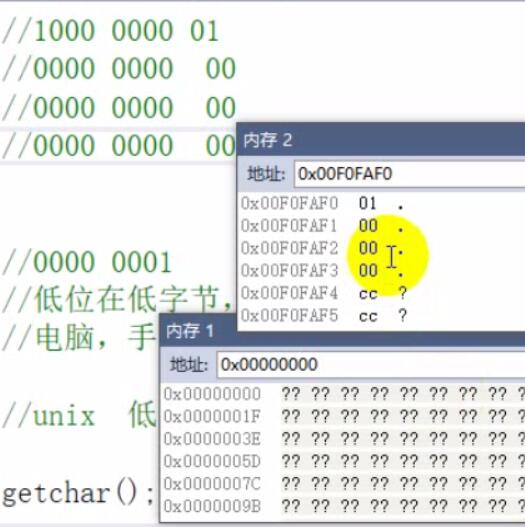 //1000 0000 01
//0000 0000  00
//0000 0000  00
//0000 0000  00
//0000 0001
//低位在低字节，
//电脑，手
//unix  低
getchar();
内存 2
地址: 0x00F0FAF0
0x00F0FAF0  01  .
0x00F0FAF1  00  .
0x00F0FAF2  00  .
0x00F0FAF3  00  .
0x00F0FAF4  cc  ?
0x00F0FAF5  cc  ?
内存 1
地址: 0x00000000
0x00000000  ?? ?? ?? ?? ?? ?? ?? ?? ?
0x0000001F  ?? ?? ?? ?? ?? ?? ?? ?? ?
0x0000003E  ?? ?? ?? ?? ?? ?? ?? ?? ?
0x0000005D  ?? ?? ?? ?? ?? ?? ?? ?? ?
0x0000007C  ?? ?? ?? ?? ?? ?? ?? ?? ?
0x0000009B  ?? ?? ?? ?? ?? ?? ?? ?? ?